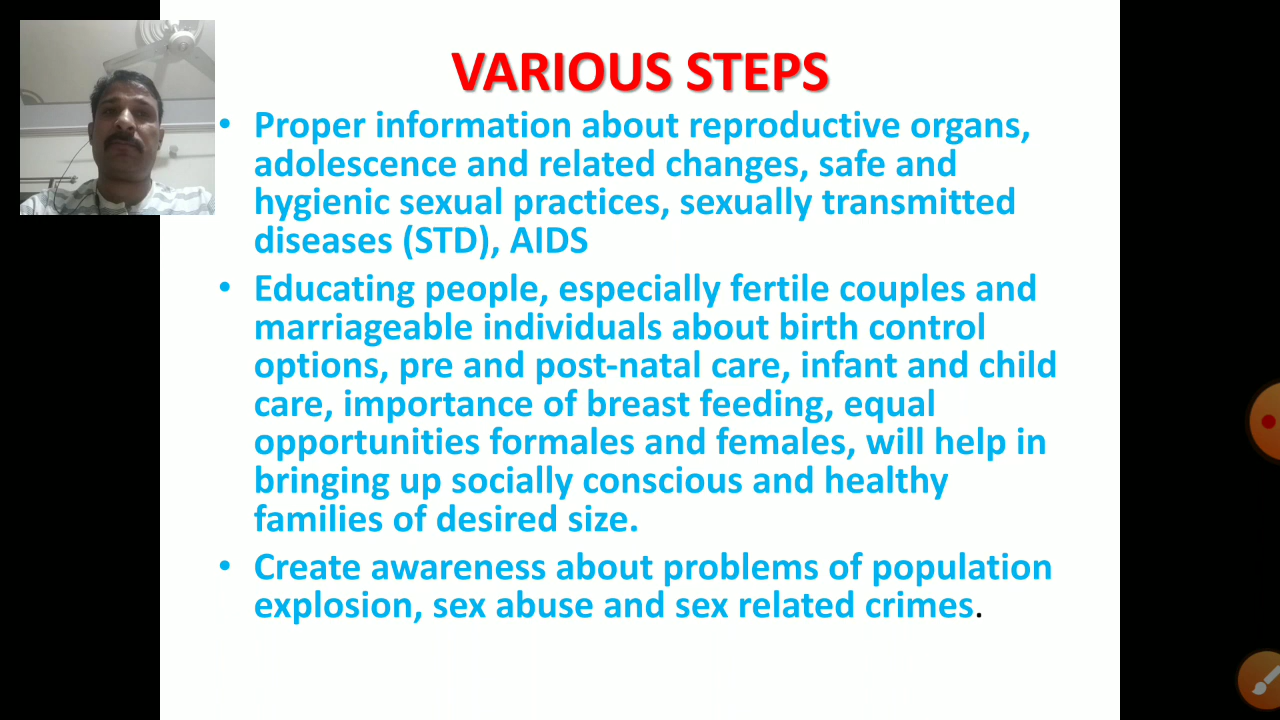 VARIOUS STEPS
• Proper information about reproductive organs,
adolescence and related changes, safe and
hygienic sexual practices, sexually transmitted
diseases (STD), AIDS
• Educating people, especially fertile couples and
marriageable individuals about birth control
options, pre and post-natal care, infant and child
care, importance of breast feeding, equal
opportunities formales and females, will help in
bringing up socially conscious and healthy
families of desired size.
• Create awareness about problems of population
explosion, sex abuse and sex related crimes.